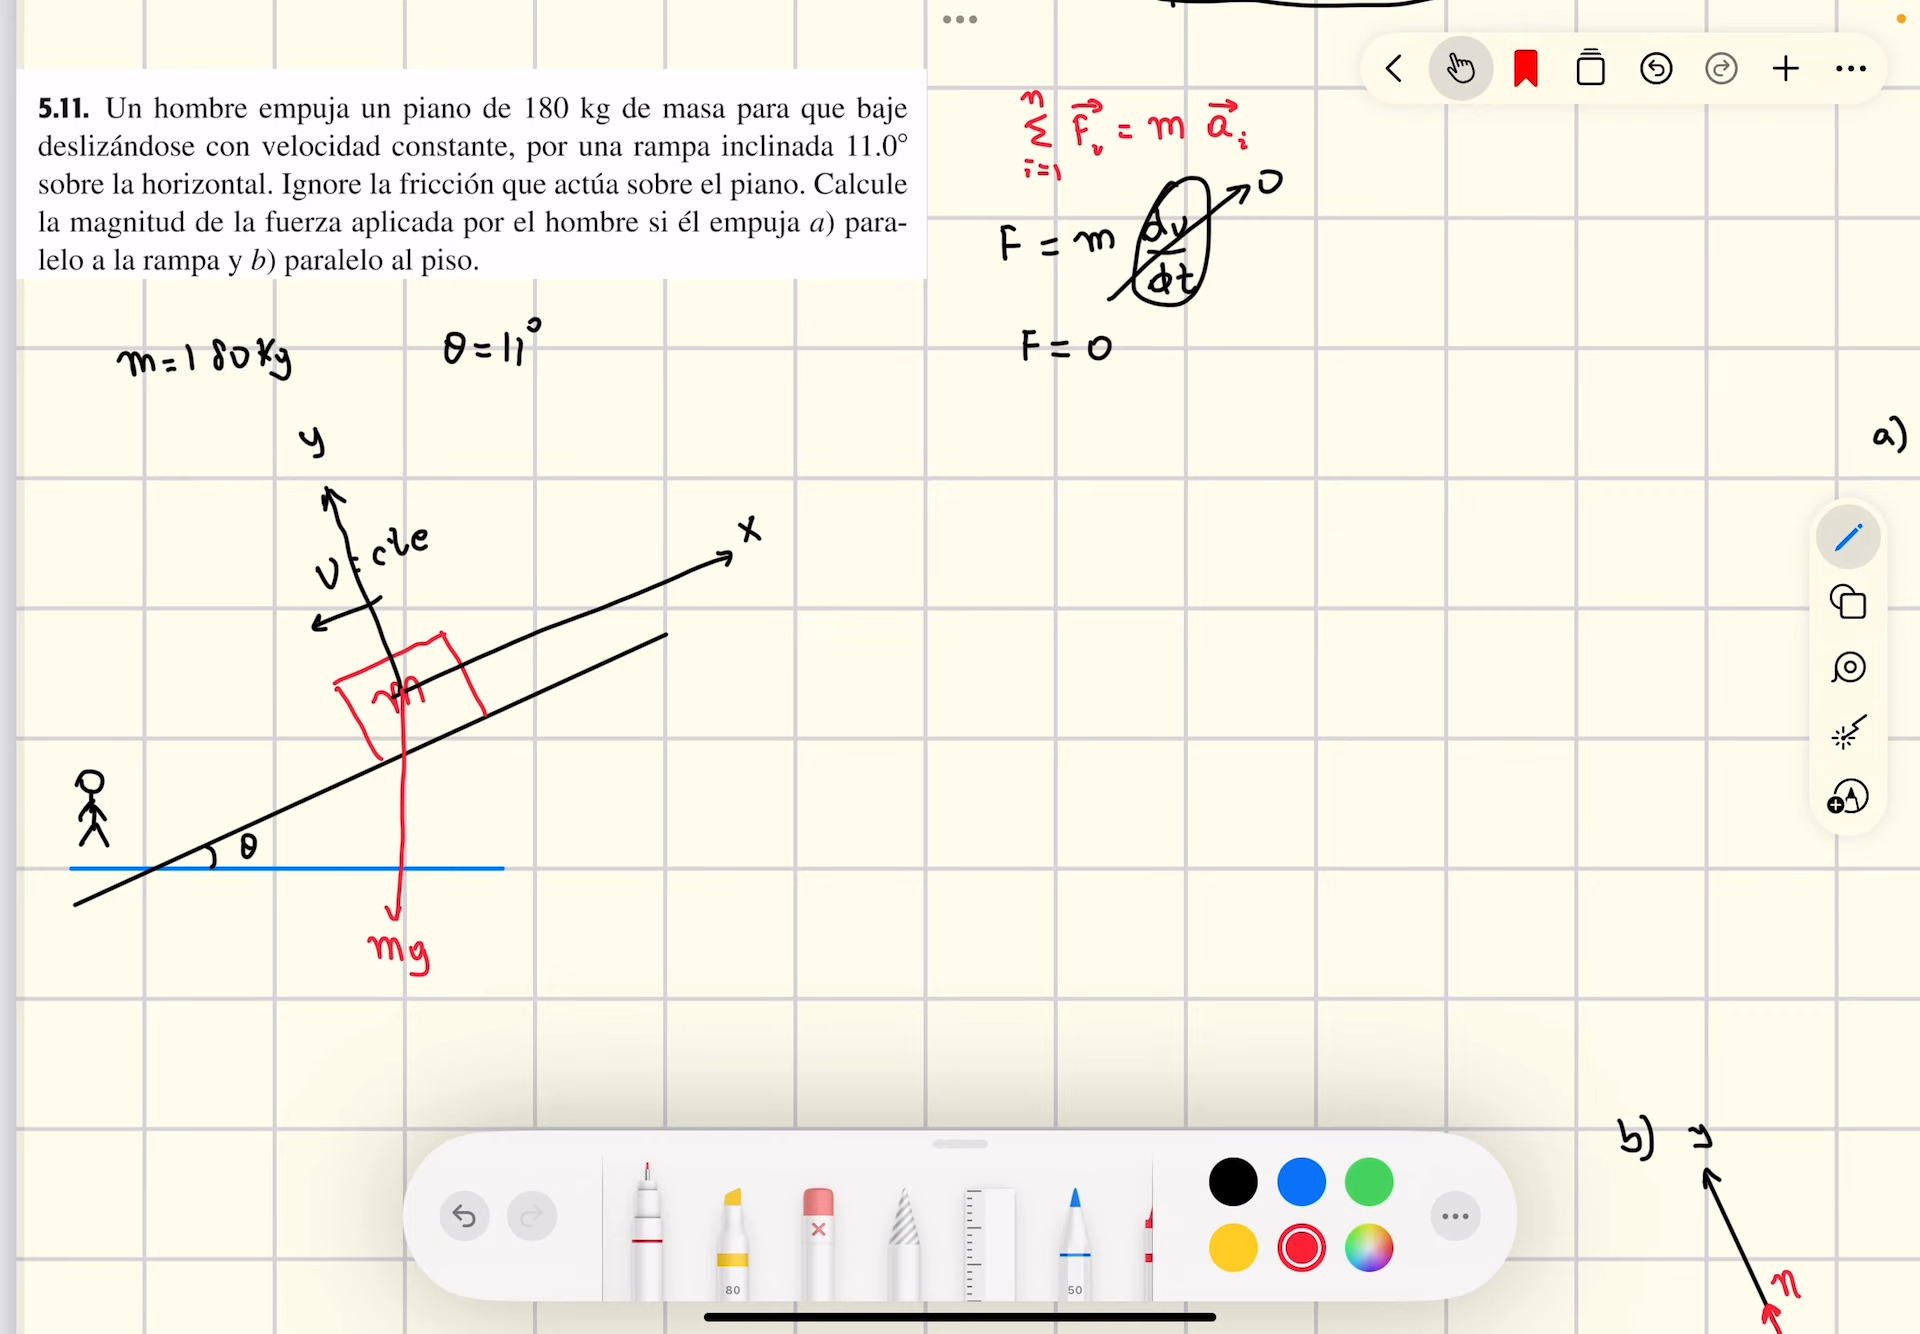 5.11. Un hombre empuja un piano de 180 kg de masa para que baje
deslizándose con velocidad constante, por una rampa inclinada 11.0°
sobre la horizontal. Ignore la fricción que actúa sobre el piano. Calcule
la magnitud de la fuerza aplicada por el hombre si él empuja a) para-
lelo a la rampa y b) paralelo al piso.
m=180Kg
θ=11°
n
Σ F⃗ᵢ = m a⃗ᵢ
i=1
F = m dv/dt → 0
F = 0
a)
y
v = cte
x
m
θ
mg
b) y
n
80
50